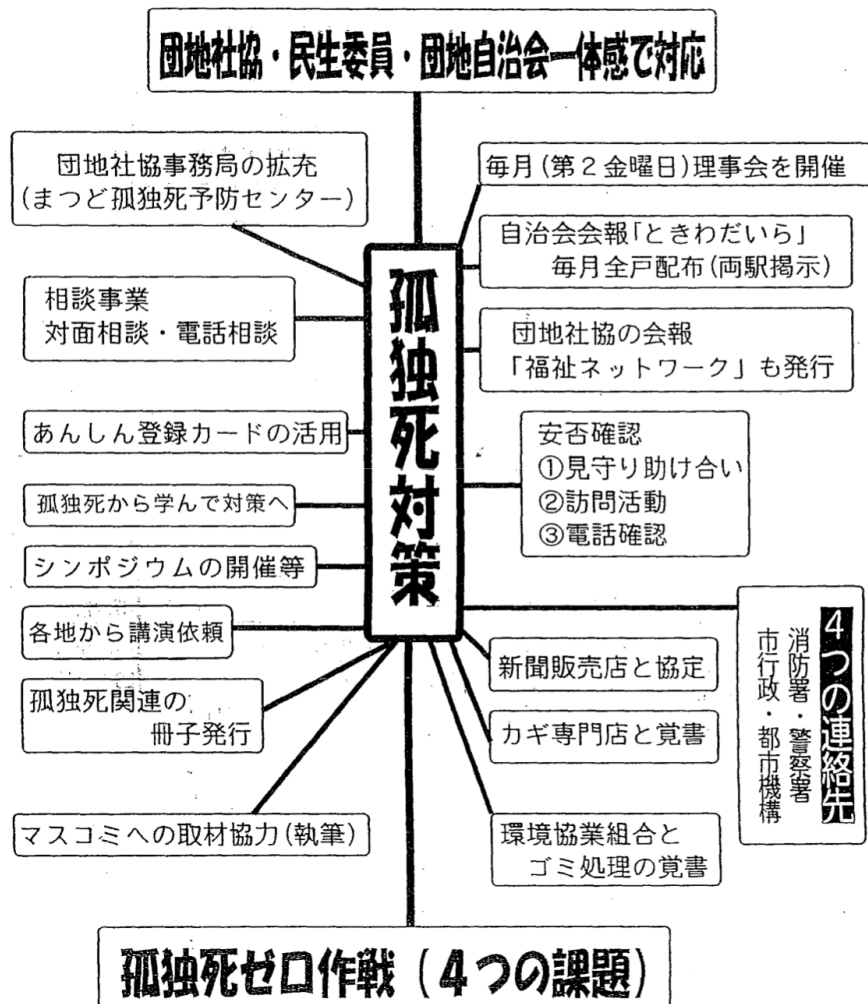 団地社協・民生委員・団地自治会一体感で対応
団地社協事務局の拡充
(まつど孤独死予防センター)
相談事業
対面相談・電話相談
あんしん登録カードの活用
孤独死から学んで対策へ
シンポジウムの開催等
各地から講演依頼
孤独死関連の
冊子発行
マスコミへの取材協力(執筆)
孤独死対策
毎月(第2金曜日)理事会を開催
自治会会報「ときわだいら」
毎月全戸配布(両駅掲示)
団地社協の会報
「福祉ネットワーク」も発行
安否確認
①見守り助け合い
②訪問活動
③電話確認
4つの連絡先
消防署・警察署
市行政・都市機構
新聞販売店と協定
カギ専門店と覚書
環境協業組合と
ゴミ処理の覚書
孤独死ゼロ作戦(4つの課題)